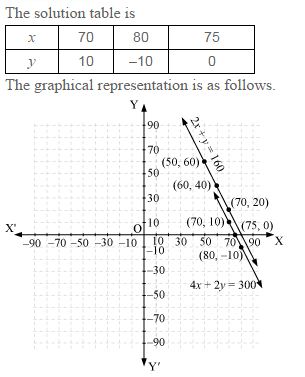 The solution table is
x 70 80 75
y 10 –10 0
The graphical representation is as follows.
Y
90
70
50
30
10
2x + y = 160
(50, 60)
(60, 40)
(70, 20)
(70, 10)
(75, 0)
X' O X
–90 –70 –50 –30 –10 10 30 50 70 90
(80, –10)
–10
–30
4x + 2y = 300
–50
–70
–90
Y'